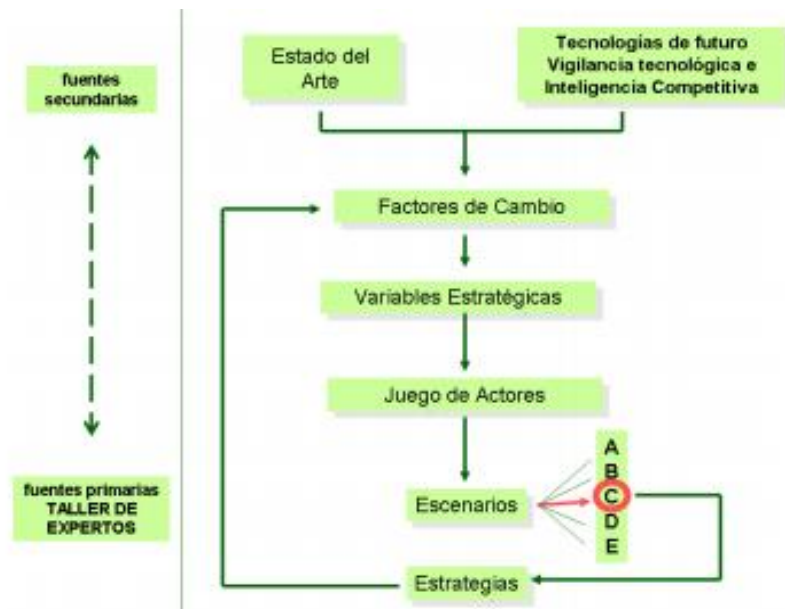 fuentes
secundarias
Estado del
Arte
Tecnologías de futuro
Vigilancia tecnológica e
Inteligencia Competitiva
Factores de Cambio
Variables Estratégicas
Juego de Actores
Escenarios
A
B
C
D
E
Estrategias
fuentes primarias
TALLER DE
EXPERTOS